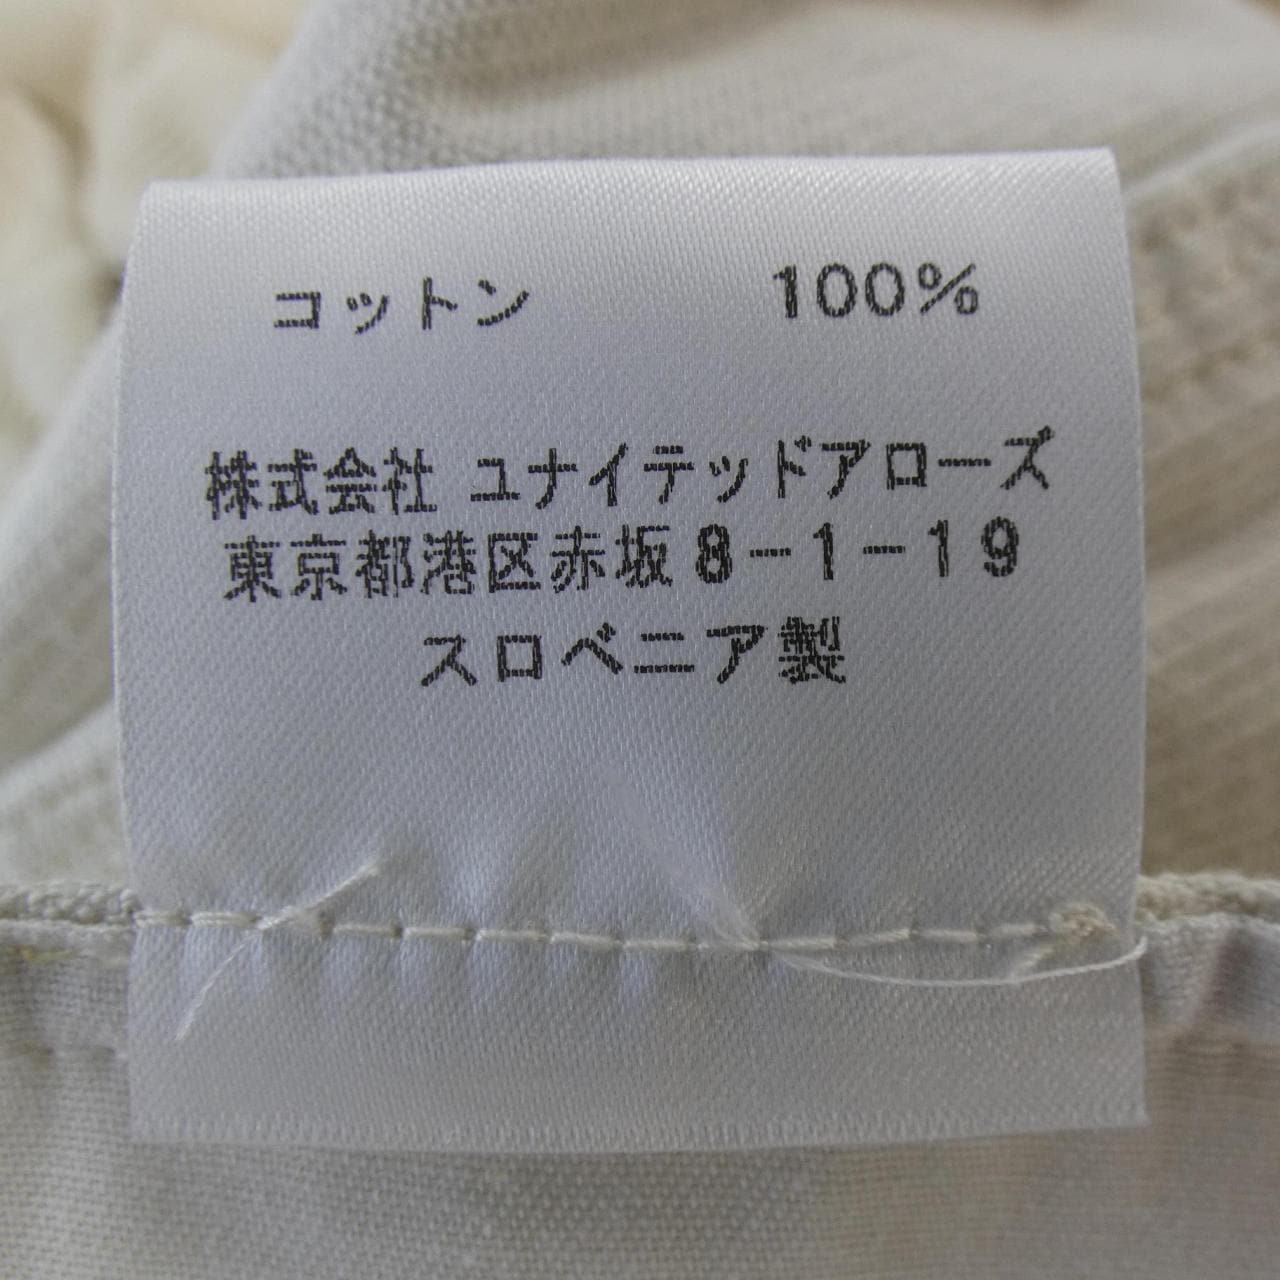 コットン 100%
株式会社 ユナイテッドアローズ
東京都港区赤坂8-1-19
スロベニア製